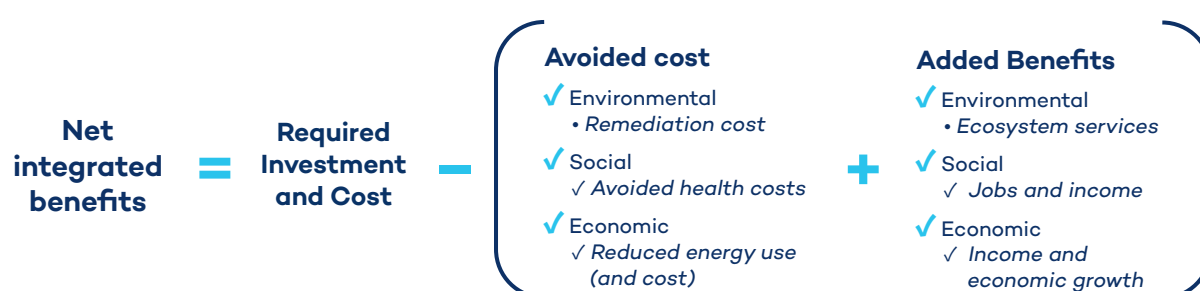 Net
integrated
benefits
=
Required
Investment
and Cost
−
Avoided cost
✓ Environmental
• Remediation cost
✓ Social
✓ Avoided health costs
✓ Economic
✓ Reduced energy use
(and cost)
+
Added Benefits
✓ Environmental
• Ecosystem services
✓ Social
✓ Jobs and income
✓ Economic
✓ Income and
economic growth